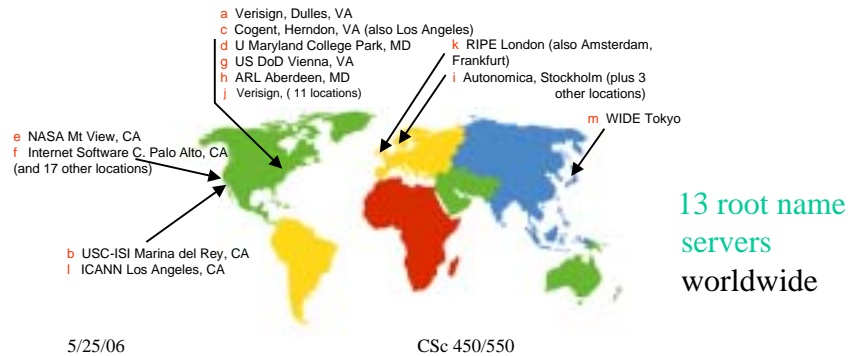 a Verisign, Dulles, VA
c Cogent, Herndon, VA (also Los Angeles)
d U Maryland College Park, MD
g US DoD Vienna, VA
h ARL Aberdeen, MD
j Verisign, ( 11 locations)
k RIPE London (also Amsterdam,
Frankfurt)
i Autonomica, Stockholm (plus 3
other locations)
m WIDE Tokyo
e NASA Mt View, CA
f Internet Software C. Palo Alto, CA
(and 17 other locations)
b USC-ISI Marina del Rey, CA
l ICANN Los Angeles, CA
13 root name
servers
worldwide
5/25/06
CSc 450/550